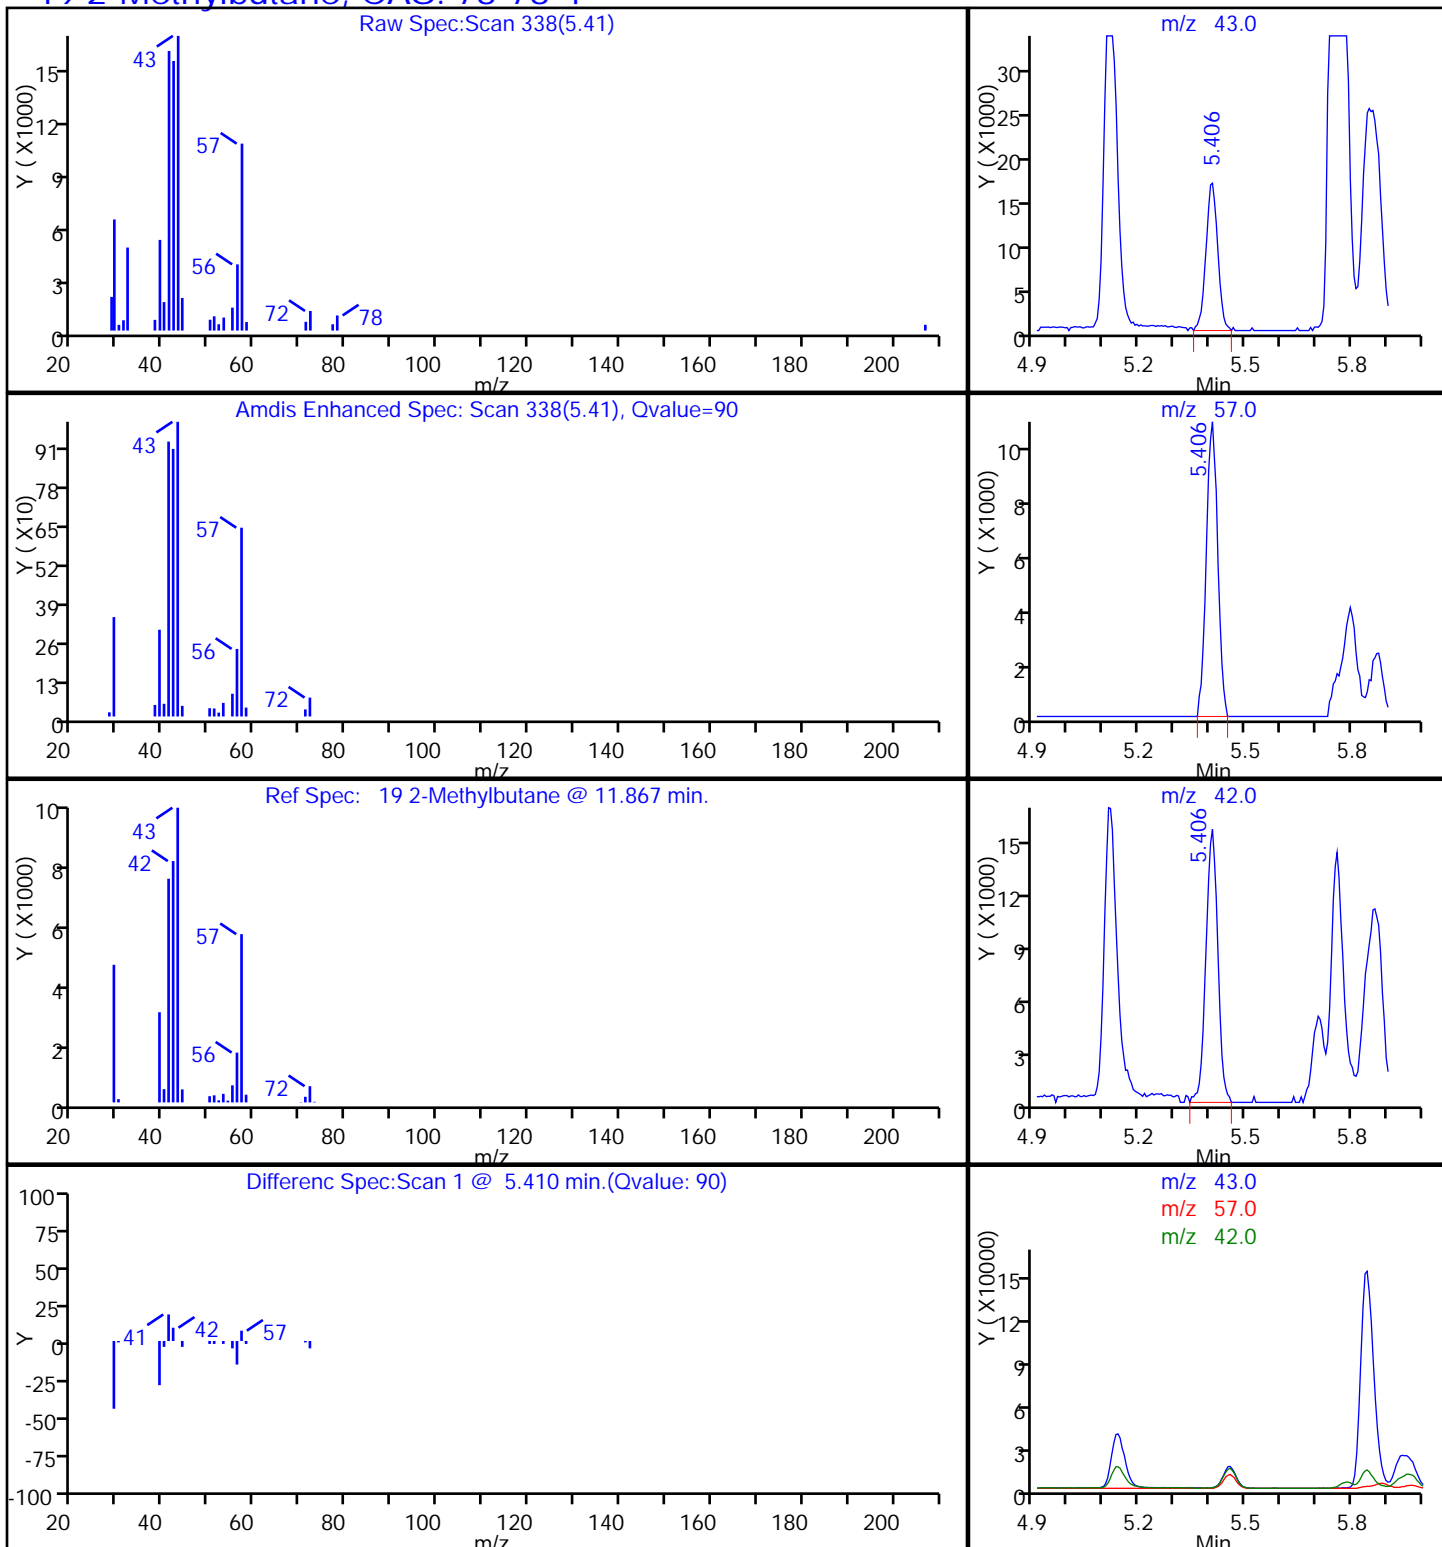 19 2-Methylbutane, CAS: 78-78-4
Raw Spec:Scan 338(5.41)
Y ( X1000)
15
12
9
6
3
0
43
57
56
72
78
20 40 60 80 100 120 140 160 180 200
m/z
m/z 43.0
Y ( X1000)
30
25
20
15
10
5
0
5.406
4.9 5.2 5.5 5.8
Min
Amdis Enhanced Spec: Scan 338(5.41), Qvalue=90
Y ( X10)
91
78
65
52
39
26
13
0
43
57
56
72
20 40 60 80 100 120 140 160 180 200
m/z
m/z 57.0
Y ( X1000)
10
8
6
4
2
0
5.406
4.9 5.2 5.5 5.8
Min
Ref Spec: 19 2-Methylbutane @ 11.867 min.
Y ( X1000)
10
8
6
4
2
0
43
42
57
56
72
20 40 60 80 100 120 140 160 180 200
m/z
m/z 42.0
Y ( X1000)
15
12
9
6
3
0
5.406
4.9 5.2 5.5 5.8
Min
Differenc Spec:Scan 1 @ 5.410 min.(Qvalue: 90)
Y
100
75
50
25
0
-25
-50
-75
-100
41
42
57
20 40 60 80 100 120 140 160 180 200
m/z
m/z 43.0
m/z 57.0
m/z 42.0
Y ( X10000)
15
12
9
6
3
0
4.9 5.2 5.5 5.8
Min